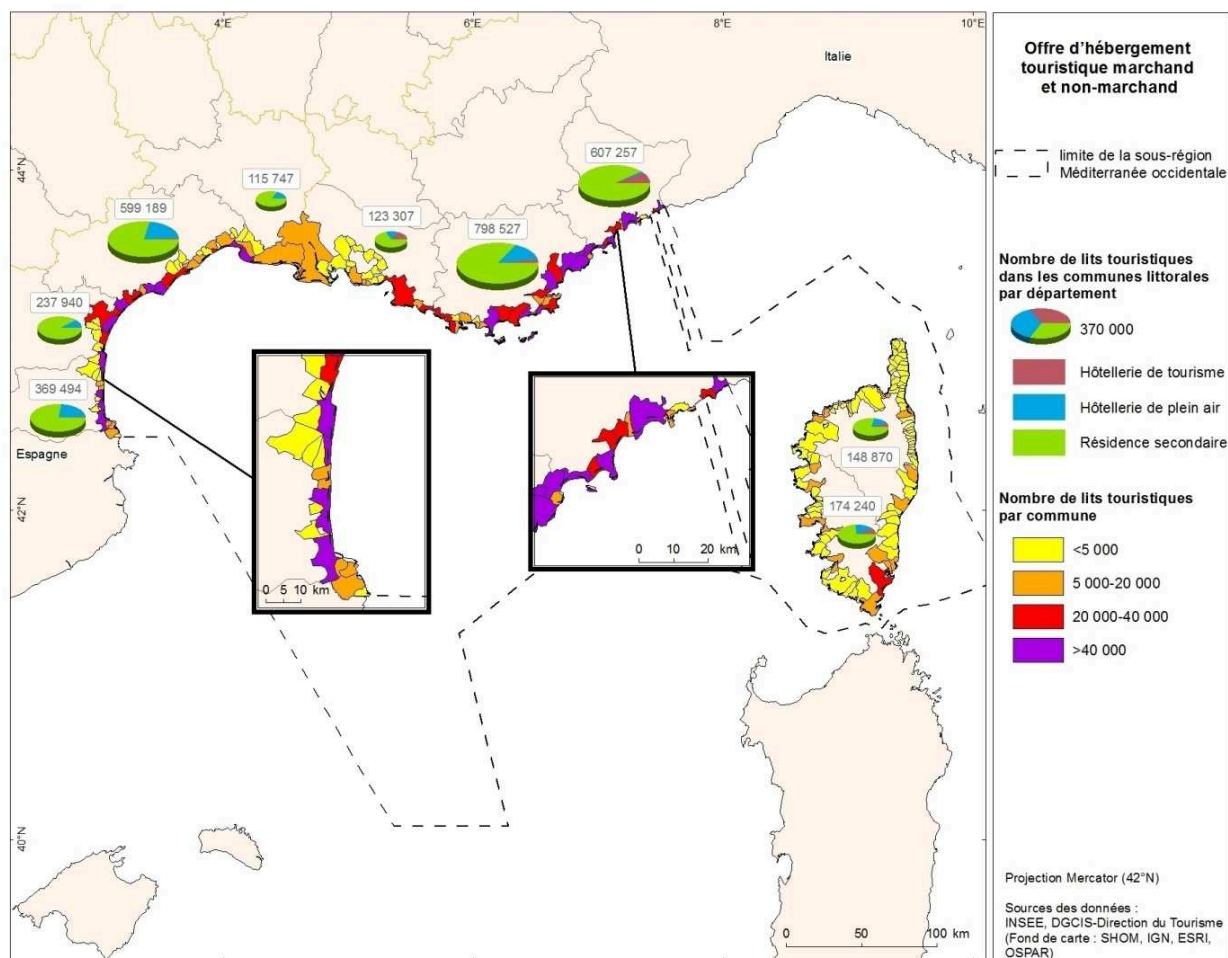 4°E
6°E
8°E
10°E
Italie
44°N
607 257
115 747
599 189
123 307
798 527
237 940
369 494
Espagne
148 870
42°N
174 240
0 5 10 km
0 10 20 km
40°N
0 50 100 km
Offre d'hébergement
touristique marchand
et non-marchand
limite de la sous-région
Méditerranée occidentale
Nombre de lits touristiques
dans les communes littorales
par département
370 000
Hôtellerie de tourisme
Hôtellerie de plein air
Résidence secondaire
Nombre de lits touristiques
par commune
<5 000
5 000-20 000
20 000-40 000
>40 000
Projection Mercator (42°N)
Sources des données :
INSEE, DGCIS-Direction du Tourisme
(Fond de carte : SHOM, IGN, ESRI,
OSPAR)